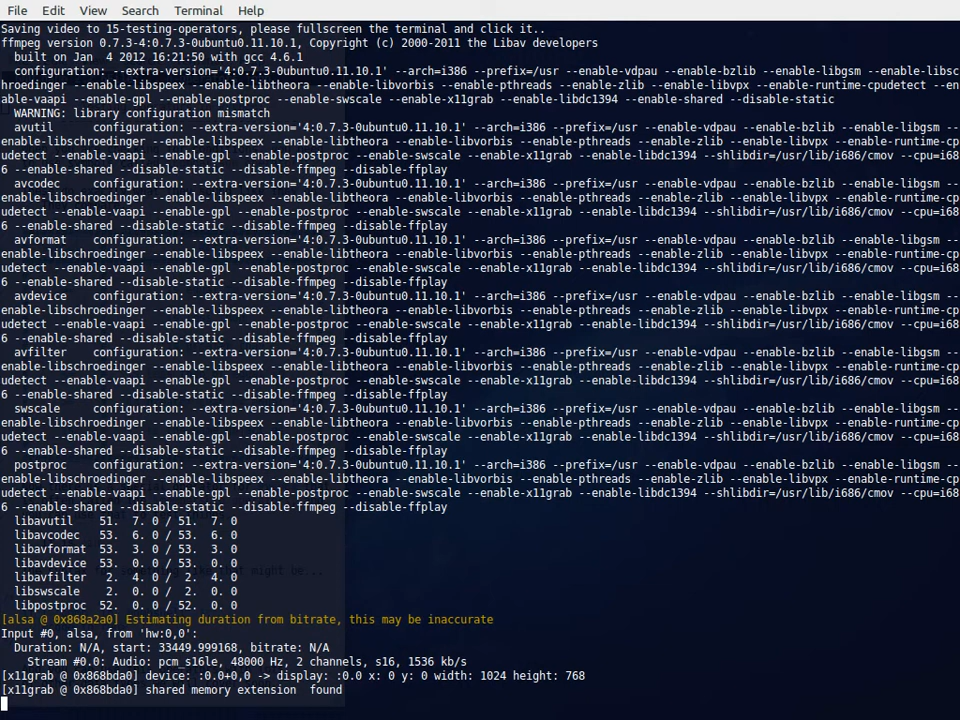 File Edit View Search Terminal Help
Saving video to 15-testing-operators, please fullscreen the terminal and click it..
ffmpeg version 0.7.3-4:0.7.3-0ubuntu0.11.10.1, Copyright (c) 2000-2011 the Libav developers
built on Jan  4 2012 16:21:50 with gcc 4.6.1
configuration: --extra-version='4:0.7.3-0ubuntu0.11.10.1' --arch=i386 --prefix=/usr --enable-vdpau --enable-bzlib --enable-libgsm --enable-libsc
hroedinger --enable-libspeex --enable-libtheora --enable-libvorbis --enable-pthreads --enable-zlib --enable-libvpx --enable-runtime-cpudetect --en
able-vaapi --enable-gpl --enable-postproc --enable-swscale --enable-x11grab --enable-libdc1394 --enable-shared --disable-static
WARNING: library configuration mismatch
avutil      configuration: --extra-version='4:0.7.3-0ubuntu0.11.10.1' --arch=i386 --prefix=/usr --enable-vdpau --enable-bzlib --enable-libgsm --
enable-libschroedinger --enable-libspeex --enable-libtheora --enable-libvorbis --enable-pthreads --enable-zlib --enable-libvpx --enable-runtime-cp
udetect --enable-vaapi --enable-gpl --enable-postproc --enable-swscale --enable-x11grab --enable-libdc1394 --shlibdir=/usr/lib/i686/cmov --cpu=i68
6 --enable-shared --disable-static --disable-ffmpeg --disable-ffplay
avcodec     configuration: --extra-version='4:0.7.3-0ubuntu0.11.10.1' --arch=i386 --prefix=/usr --enable-vdpau --enable-bzlib --enable-libgsm --
enable-libschroedinger --enable-libspeex --enable-libtheora --enable-libvorbis --enable-pthreads --enable-zlib --enable-libvpx --enable-runtime-cp
udetect --enable-vaapi --enable-gpl --enable-postproc --enable-swscale --enable-x11grab --enable-libdc1394 --shlibdir=/usr/lib/i686/cmov --cpu=i68
6 --enable-shared --disable-static --disable-ffmpeg --disable-ffplay
avformat    configuration: --extra-version='4:0.7.3-0ubuntu0.11.10.1' --arch=i386 --prefix=/usr --enable-vdpau --enable-bzlib --enable-libgsm --
enable-libschroedinger --enable-libspeex --enable-libtheora --enable-libvorbis --enable-pthreads --enable-zlib --enable-libvpx --enable-runtime-cp
udetect --enable-vaapi --enable-gpl --enable-postproc --enable-swscale --enable-x11grab --enable-libdc1394 --shlibdir=/usr/lib/i686/cmov --cpu=i68
6 --enable-shared --disable-static --disable-ffmpeg --disable-ffplay
avdevice    configuration: --extra-version='4:0.7.3-0ubuntu0.11.10.1' --arch=i386 --prefix=/usr --enable-vdpau --enable-bzlib --enable-libgsm --
enable-libschroedinger --enable-libspeex --enable-libtheora --enable-libvorbis --enable-pthreads --enable-zlib --enable-libvpx --enable-runtime-cp
udetect --enable-vaapi --enable-gpl --enable-postproc --enable-swscale --enable-x11grab --enable-libdc1394 --shlibdir=/usr/lib/i686/cmov --cpu=i68
6 --enable-shared --disable-static --disable-ffmpeg --disable-ffplay
avfilter    configuration: --extra-version='4:0.7.3-0ubuntu0.11.10.1' --arch=i386 --prefix=/usr --enable-vdpau --enable-bzlib --enable-libgsm --
enable-libschroedinger --enable-libspeex --enable-libtheora --enable-libvorbis --enable-pthreads --enable-zlib --enable-libvpx --enable-runtime-cp
udetect --enable-vaapi --enable-gpl --enable-postproc --enable-swscale --enable-x11grab --enable-libdc1394 --shlibdir=/usr/lib/i686/cmov --cpu=i68
6 --enable-shared --disable-static --disable-ffmpeg --disable-ffplay
swscale     configuration: --extra-version='4:0.7.3-0ubuntu0.11.10.1' --arch=i386 --prefix=/usr --enable-vdpau --enable-bzlib --enable-libgsm --
enable-libschroedinger --enable-libspeex --enable-libtheora --enable-libvorbis --enable-pthreads --enable-zlib --enable-libvpx --enable-runtime-cp
udetect --enable-vaapi --enable-gpl --enable-postproc --enable-swscale --enable-x11grab --enable-libdc1394 --shlibdir=/usr/lib/i686/cmov --cpu=i68
6 --enable-shared --disable-static --disable-ffmpeg --disable-ffplay
postproc    configuration: --extra-version='4:0.7.3-0ubuntu0.11.10.1' --arch=i386 --prefix=/usr --enable-vdpau --enable-bzlib --enable-libgsm --
enable-libschroedinger --enable-libspeex --enable-libtheora --enable-libvorbis --enable-pthreads --enable-zlib --enable-libvpx --enable-runtime-cp
udetect --enable-vaapi --enable-gpl --enable-postproc --enable-swscale --enable-x11grab --enable-libdc1394 --shlibdir=/usr/lib/i686/cmov --cpu=i68
6 --enable-shared --disable-static --disable-ffmpeg --disable-ffplay
libavutil    51.  7. 0 / 51.  7. 0
libavcodec   53.  6. 0 / 53.  6. 0
libavformat  53.  3. 0 / 53.  3. 0
libavdevice  53.  0. 0 / 53.  0. 0
libavfilter   2.  4. 0 /  2.  4. 0
libswscale    2.  0. 0 /  2.  0. 0
libpostproc  52.  0. 0 / 52.  0. 0
[alsa @ 0x868a2a0] Estimating duration from bitrate, this may be inaccurate
Input #0, alsa, from 'hw:0,0':
Duration: N/A, start: 33449.999168, bitrate: N/A
Stream #0.0: Audio: pcm_s16le, 48000 Hz, 2 channels, s16, 1536 kb/s
[x11grab @ 0x868bda0] device: :0.0+0,0 -> display: :0.0 x: 0 y: 0 width: 1024 height: 768
[x11grab @ 0x868bda0] shared memory extension  found